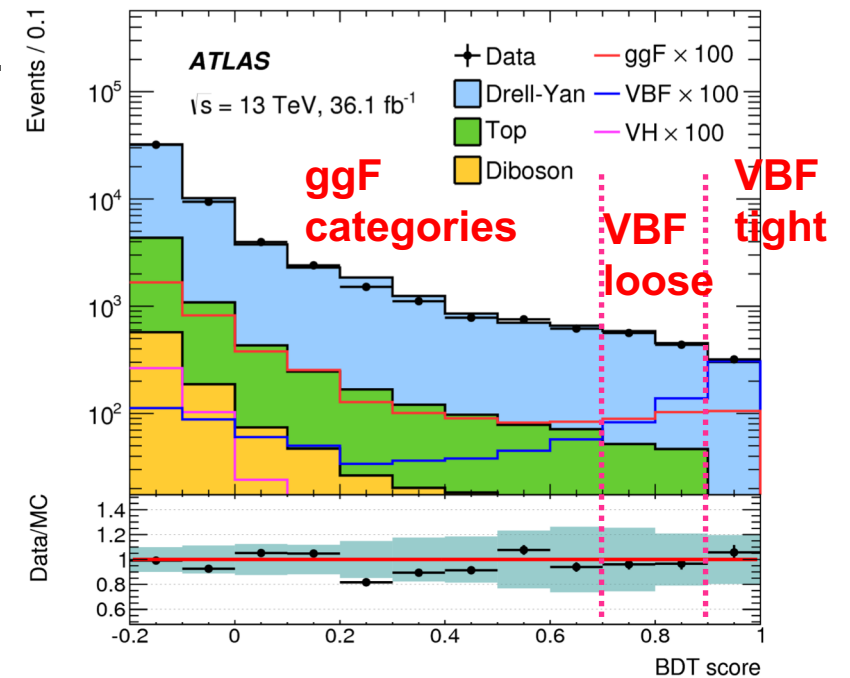 Events / 0.1
ATLAS
√s = 13 TeV, 36.1 fb⁻¹
Data
Drell-Yan
Top
Diboson
ggF × 100
VBF × 100
VH × 100
ggF
categories
VBF
loose
VBF
tight
10⁵
10⁴
10³
10²
Data/MC
1.4
1.2
1
0.8
0.6
-0.2 0 0.2 0.4 0.6 0.8 1
BDT score